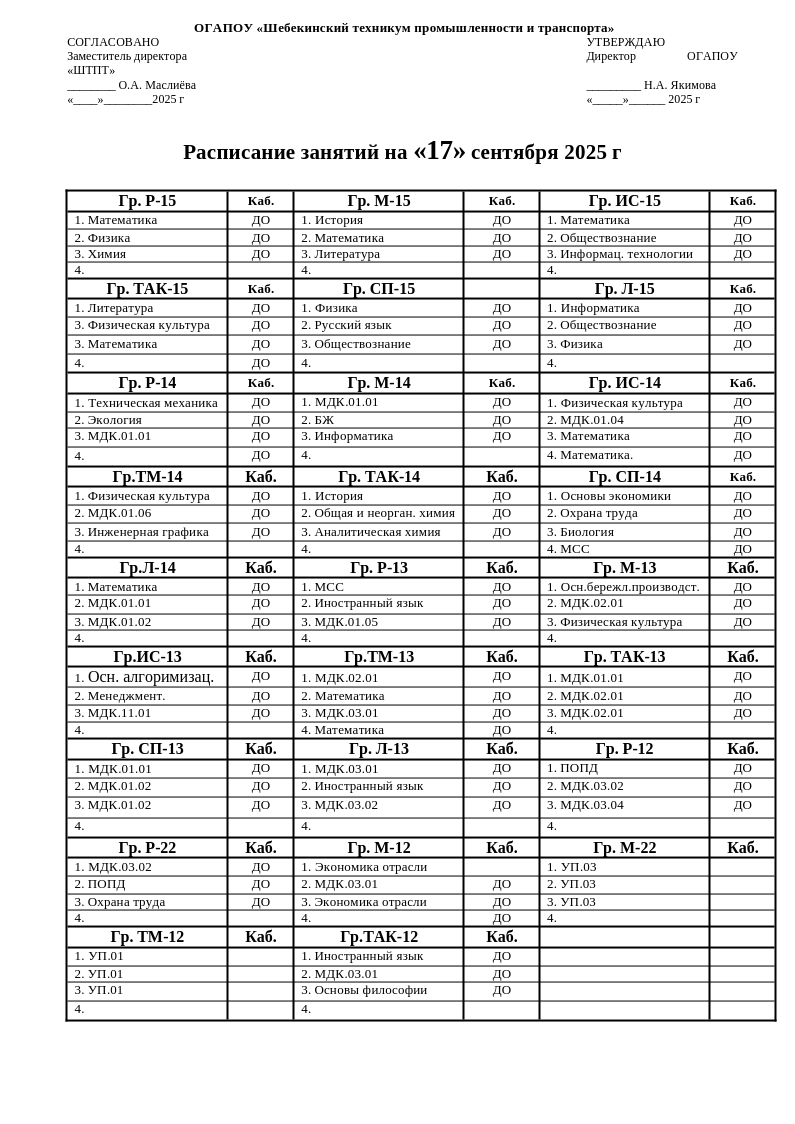 ОГАПОУ «Шебекинский техникум промышленности и транспорта»
СОГЛАСОВАНО УТВЕРЖДАЮ
Заместитель директора Директор ОГАПОУ
«ШТПТ»
________ О.А. Маслиёва _________ Н.А. Якимова
«____»________2025 г «_____»______ 2025 г
Расписание занятий на «17» сентября 2025 г
Гр. Р-15 Каб. Гр. М-15 Каб. Гр. ИС-15 Каб.
1. Математика ДО 1. История ДО 1. Математика ДО
2. Физика ДО 2. Математика ДО 2. Обществознание ДО
3. Химия ДО 3. Литература ДО 3. Информац. технологии ДО
4. 4. 4.
Гр. ТАК-15 Каб. Гр. СП-15 Гр. Л-15 Каб.
1. Литература ДО 1. Физика ДО 1. Информатика ДО
3. Физическая культура ДО 2. Русский язык ДО 2. Обществознание ДО
3. Математика ДО 3. Обществознание ДО 3. Физика ДО
4. ДО 4. 4.
Гр. Р-14 Каб. Гр. М-14 Каб. Гр. ИС-14 Каб.
1. Техническая механика ДО 1. МДК.01.01 ДО 1. Физическая культура ДО
2. Экология ДО 2. БЖ ДО 2. МДК.01.04 ДО
3. МДК.01.01 ДО 3. Информатика ДО 3. Математика ДО
4. ДО 4. 4. Математика. ДО
Гр.ТМ-14 Каб. Гр. ТАК-14 Каб. Гр. СП-14 Каб.
1. Физическая культура ДО 1. История ДО 1. Основы экономики ДО
2. МДК.01.06 ДО 2. Общая и неорган. химия ДО 2. Охрана труда ДО
3. Инженерная графика ДО 3. Аналитическая химия ДО 3. Биология ДО
4. 4. 4. МСС ДО
Гр.Л-14 Каб. Гр. Р-13 Каб. Гр. М-13 Каб.
1. Математика ДО 1. МСС ДО 1. Осн.бережл.производст. ДО
2. МДК.01.01 ДО 2. Иностранный язык ДО 2. МДК.02.01 ДО
3. МДК.01.02 ДО 3. МДК.01.05 ДО 3. Физическая культура ДО
4. 4. 4.
Гр.ИС-13 Каб. Гр.ТМ-13 Каб. Гр. ТАК-13 Каб.
1. Осн. алгоримизац. ДО 1. МДК.02.01 ДО 1. МДК.01.01 ДО
2. Менеджмент. ДО 2. Математика ДО 2. МДК.02.01 ДО
3. МДК.11.01 ДО 3. МДК.03.01 ДО 3. МДК.02.01 ДО
4. 4. Математика ДО 4.
Гр. СП-13 Каб. Гр. Л-13 Каб. Гр. Р-12 Каб.
1. МДК.01.01 ДО 1. МДК.03.01 ДО 1. ПОПД ДО
2. МДК.01.02 ДО 2. Иностранный язык ДО 2. МДК.03.02 ДО
3. МДК.01.02 ДО 3. МДК.03.02 ДО 3. МДК.03.04 ДО
4. 4. 4.
Гр. Р-22 Каб. Гр. М-12 Каб. Гр. М-22 Каб.
1. МДК.03.02 ДО 1. Экономика отрасли 1. УП.03
2. ПОПД ДО 2. МДК.03.01 ДО 2. УП.03
3. Охрана труда ДО 3. Экономика отрасли ДО 3. УП.03
4. 4. ДО 4.
Гр. ТМ-12 Каб. Гр.ТАК-12 Каб.
1. УП.01 1. Иностранный язык ДО
2. УП.01 2. МДК.03.01 ДО
3. УП.01 3. Основы философии ДО
4. 4.